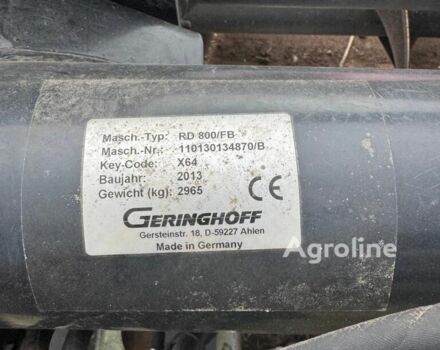 Masch.-Typ: RD 800/FB
Masch.-Nr.: 110130134870/B
Key-Code: X64
Baujahr: 2013
Gewicht (kg): 2965
CE
GERINGHOFF
Gersteinstr. 18, D-59227 Ahlen
Made in Germany
Agroline